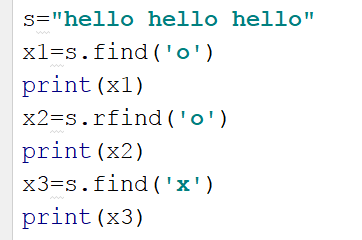 s="hello hello hello"
x1=s.find('o')
print(x1)
x2=s.rfind('o')
print(x2)
x3=s.find('x')
print(x3)